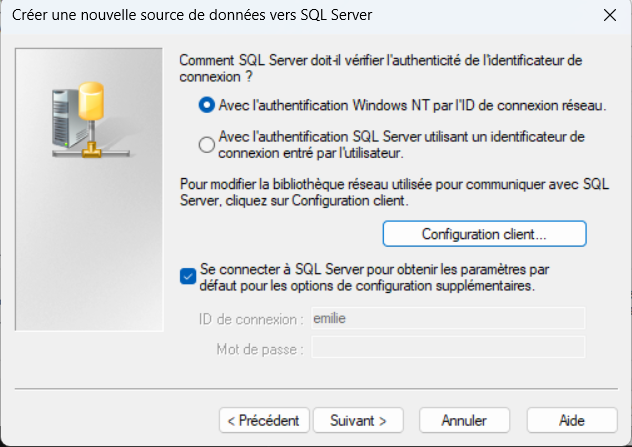 Créer une nouvelle source de données vers SQL Server
Comment SQL Server doit-il vérifier l'authenticité de l'identificateur de
connexion ?
Avec l'authentification Windows NT par l'ID de connexion réseau.
Avec l'authentification SQL Server utilisant un identificateur de
connexion entré par l'utilisateur.
Pour modifier la bibliothèque réseau utilisée pour communiquer avec SQL
Server, cliquez sur Configuration client.
Configuration client...
Se connecter à SQL Server pour obtenir les paramètres par
défaut pour les options de configuration supplémentaires.
ID de connexion : emilie
Mot de passe :
< Précédent Suivant > Annuler Aide